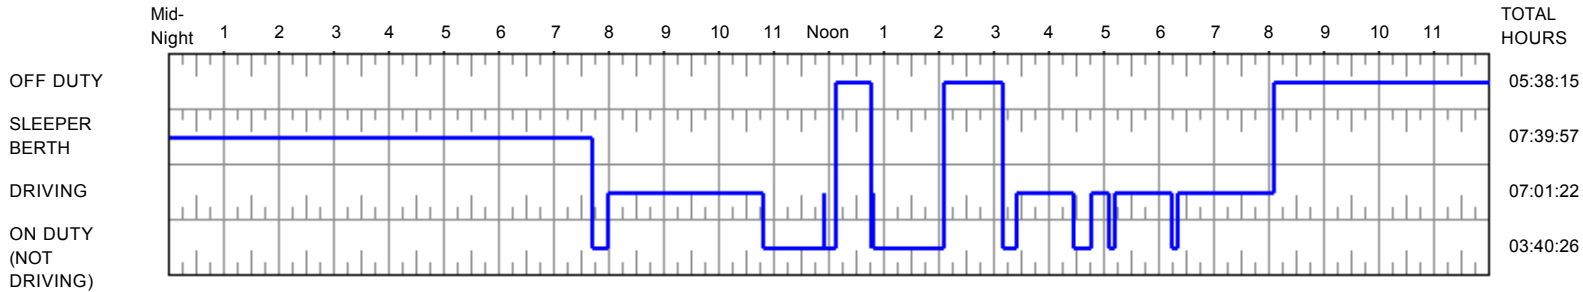 Mid-
Night 1 2 3 4 5 6 7 8 9 10 11 Noon 1 2 3 4 5 6 7 8 9 10 11
TOTAL
HOURS
OFF DUTY 05:38:15
SLEEPER
BERTH 07:39:57
DRIVING 07:01:22
ON DUTY
(NOT
DRIVING) 03:40:26